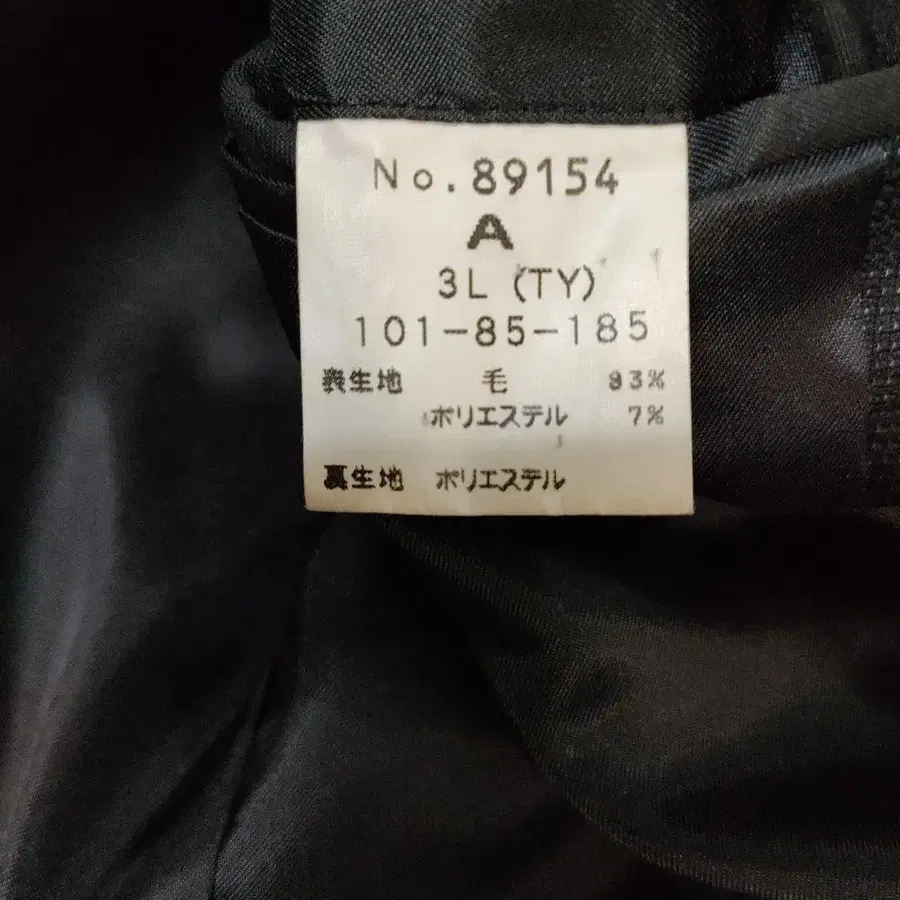 No.89154
A
3L (TY)
101-85-185
表生地 毛 93%
ポリエステル 7%
裏生地 ポリエステル